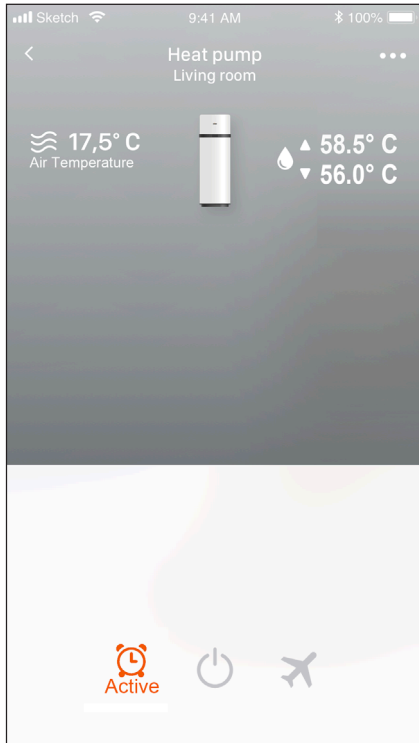 Sketch 9:41 AM 100%
Heat pump
Living room
17,5° C
Air Temperature
▲ 58.5° C
▼ 56.0° C
Active